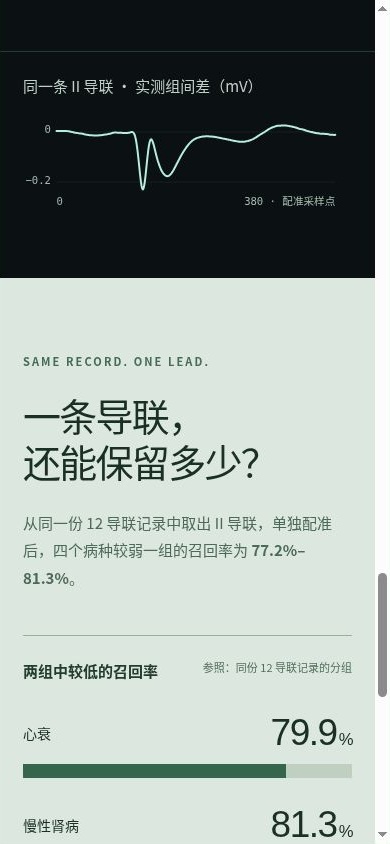 同一条 II 导联 · 实测组间差（mV）
0
−0.2
0
380 · 配准采样点
SAME RECORD. ONE LEAD.
一条导联，
还能保留多少？
从同一份 12 导联记录中取出 II 导联，单独配准
后，四个病种较弱一组的召回率为 77.2%–
81.3%。
两组中较低的召回率
参照：同份 12 导联记录的分组
心衰
79.9%
慢性肾病
81.3%